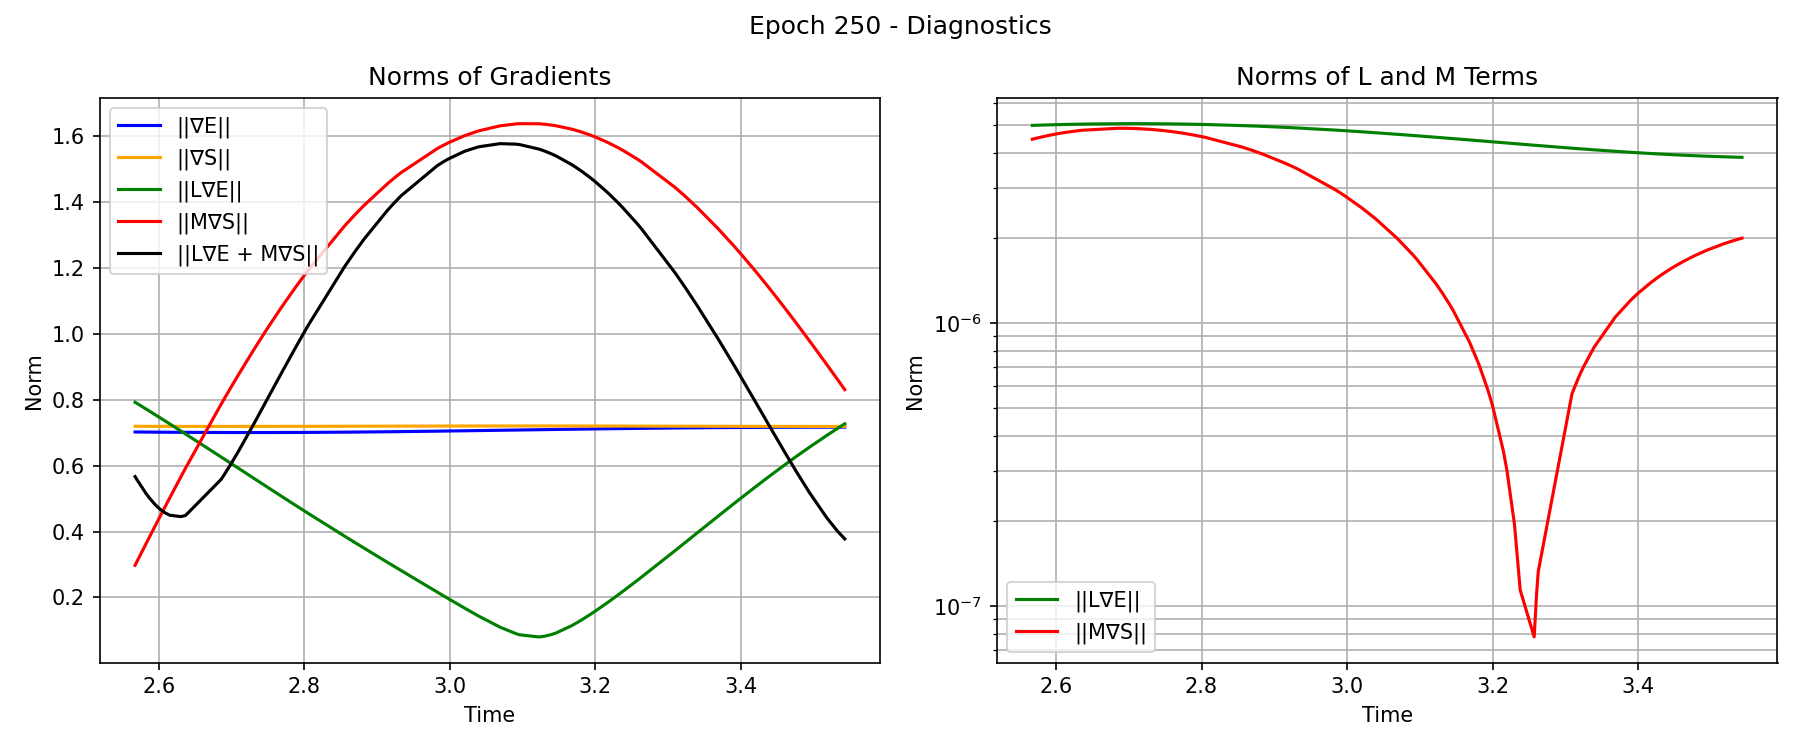 Epoch 250 - Diagnostics
Norms of Gradients
||∇E||
||∇S||
||L∇E||
||M∇S||
||L∇E + M∇S||
Norm
1.6
1.4
1.2
1.0
0.8
0.6
0.4
0.2
2.6 2.8 3.0 3.2 3.4
Time
Norms of L and M Terms
Norm
10⁻⁶
10⁻⁷
||L∇E||
||M∇S||
2.6 2.8 3.0 3.2 3.4
Time